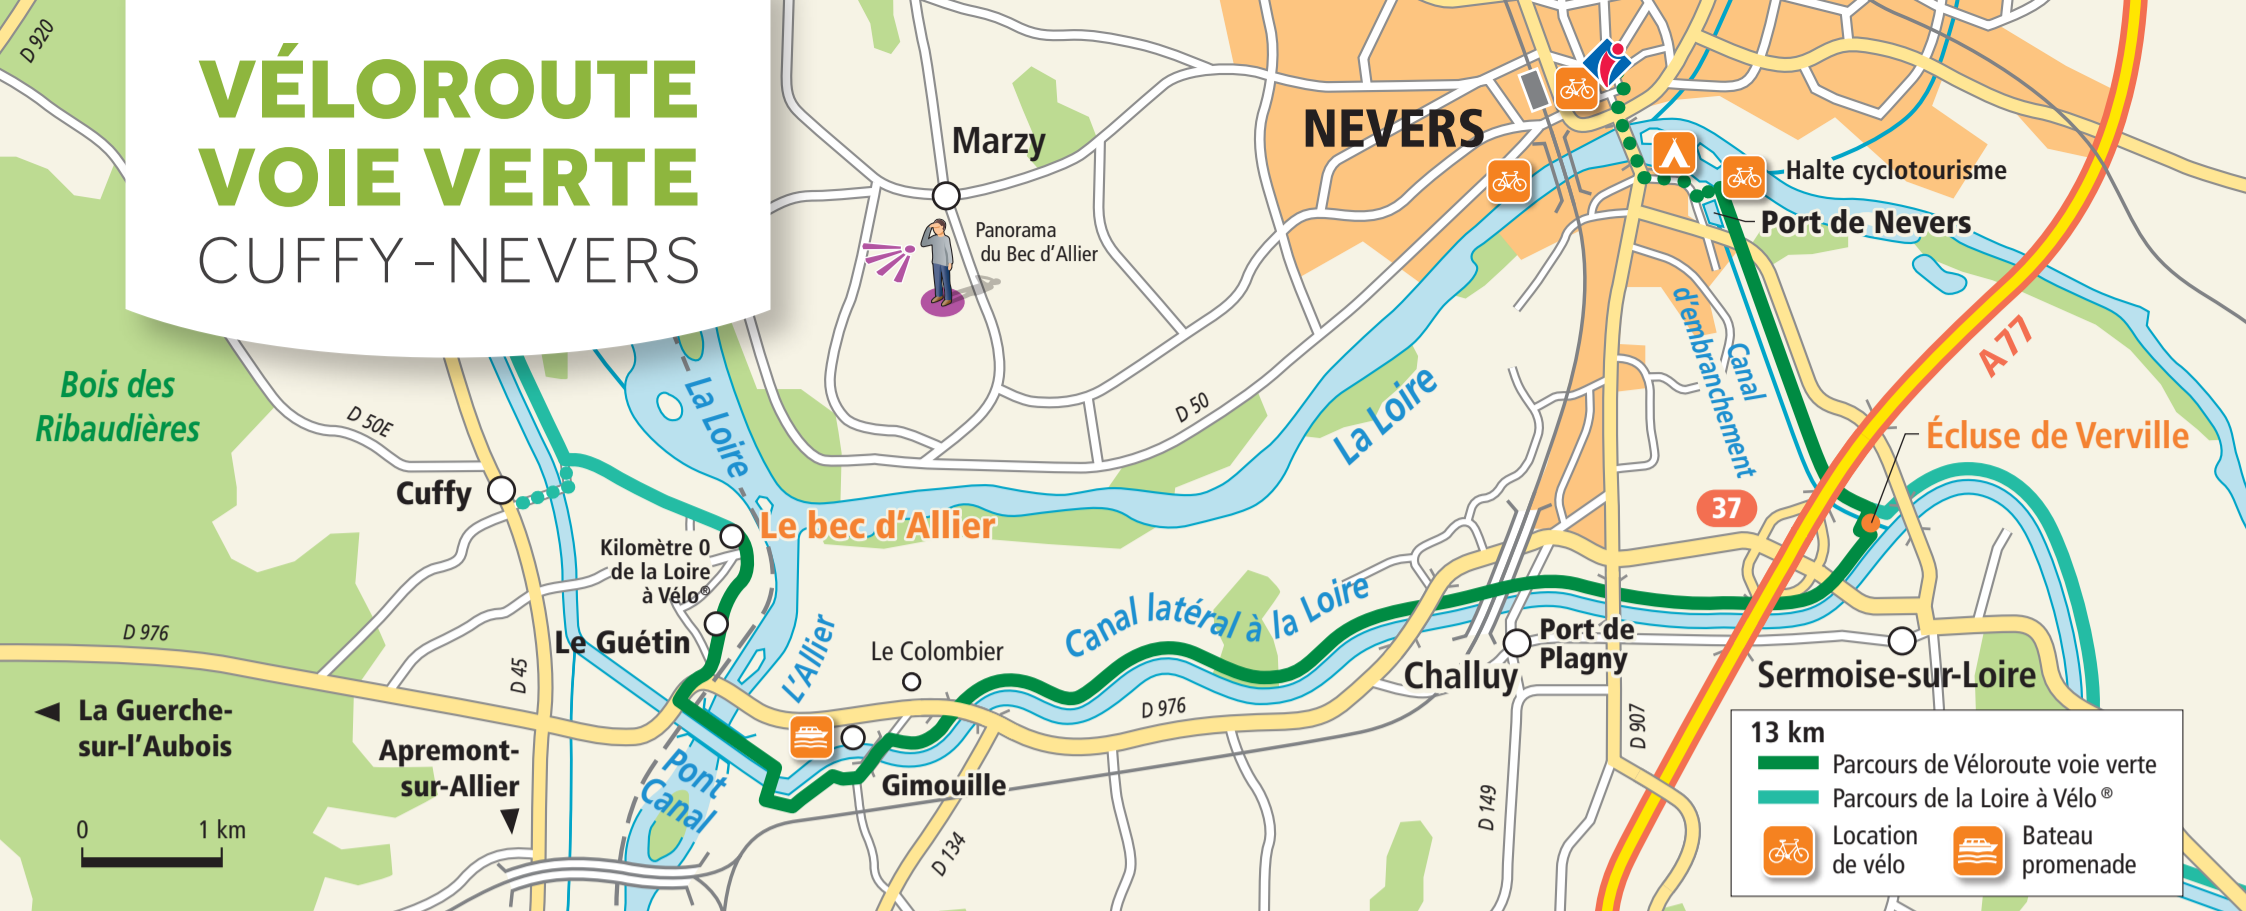 VÉLOROUTE
VOIE VERTE
CUFFY-NEVERS
D 920
Marzy
Panorama
du Bec d'Allier
NEVERS
Halte cyclotourisme
Port de Nevers
Canal
d'embranchement
A 77
Écluse de Verville
37
Bois des
Ribaudières
D 50E
La Loire
D 50
La Loire
Cuffy
Le bec d'Allier
Kilomètre 0
de la Loire
à Vélo®
Le Guétin
D 976
D 45
L'Allier
Le Colombier
Canal latéral à la Loire
D 976
Challuy
Port de
Plagny
Sermoise-sur-Loire
D 907
La Guerche-
sur-l'Aubois
Apremont-
sur-Allier
Pont
Canal
Gimouille
D 134
D 149
0 1 km
13 km
Parcours de Véloroute voie verte
Parcours de la Loire à Vélo®
Location
de vélo
Bateau
promenade